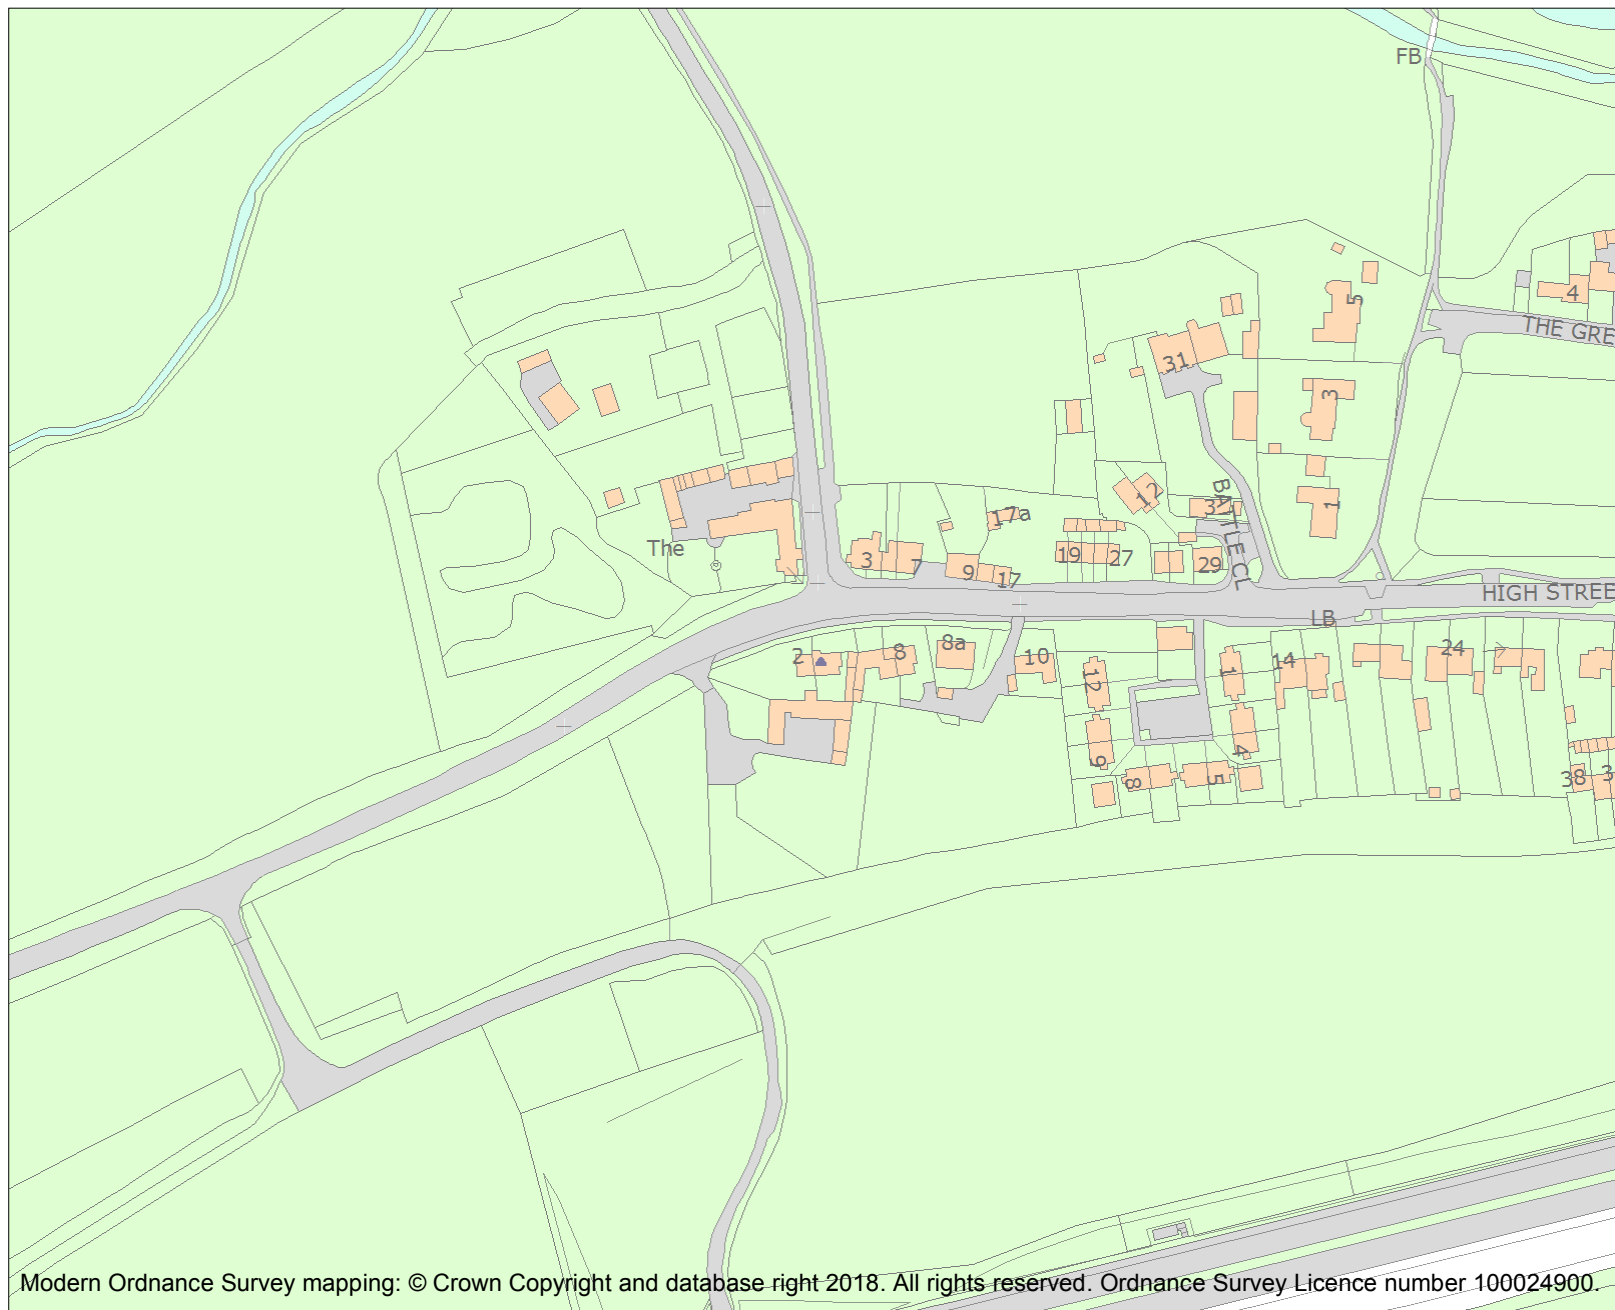 FB
5
4
THE GRE
31
3
12
BATTLE CL
1
17a
The
3
7
9
17
19
27
29
HIGH STREE
LB
2
8
8a
10
12
1
14
24
4
9
8
5
38
3
Modern Ordnance Survey mapping: © Crown Copyright and database right 2018. All rights reserved. Ordnance Survey Licence number 100024900.